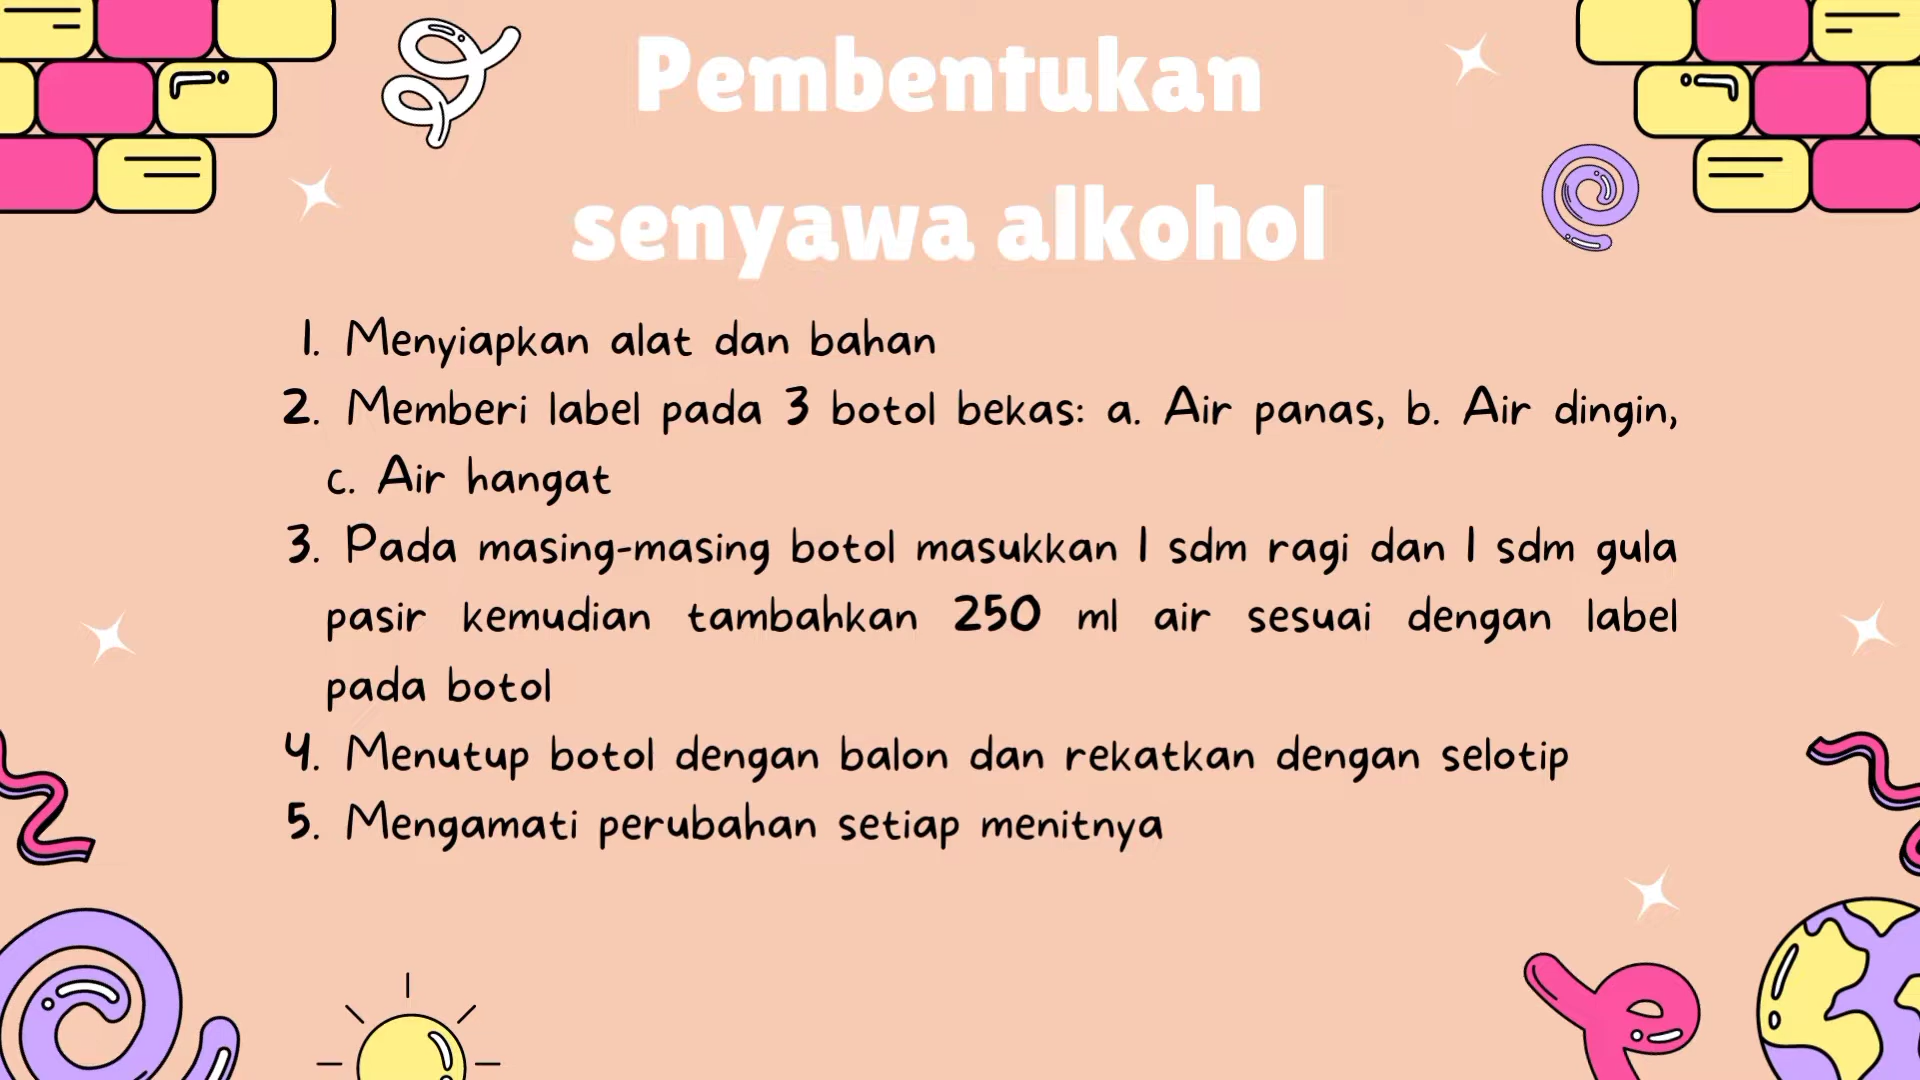 Pembentukan
senyawa alkohol
1. Menyiapkan alat dan bahan
2. Memberi label pada 3 botol bekas: a. Air panas, b. Air dingin,
c. Air hangat
3. Pada masing-masing botol masukkan 1 sdm ragi dan 1 sdm gula
pasir kemudian tambahkan 250 ml air sesuai dengan label
pada botol
4. Menutup botol dengan balon dan rekatkan dengan selotip
5. Mengamati perubahan setiap menitnya